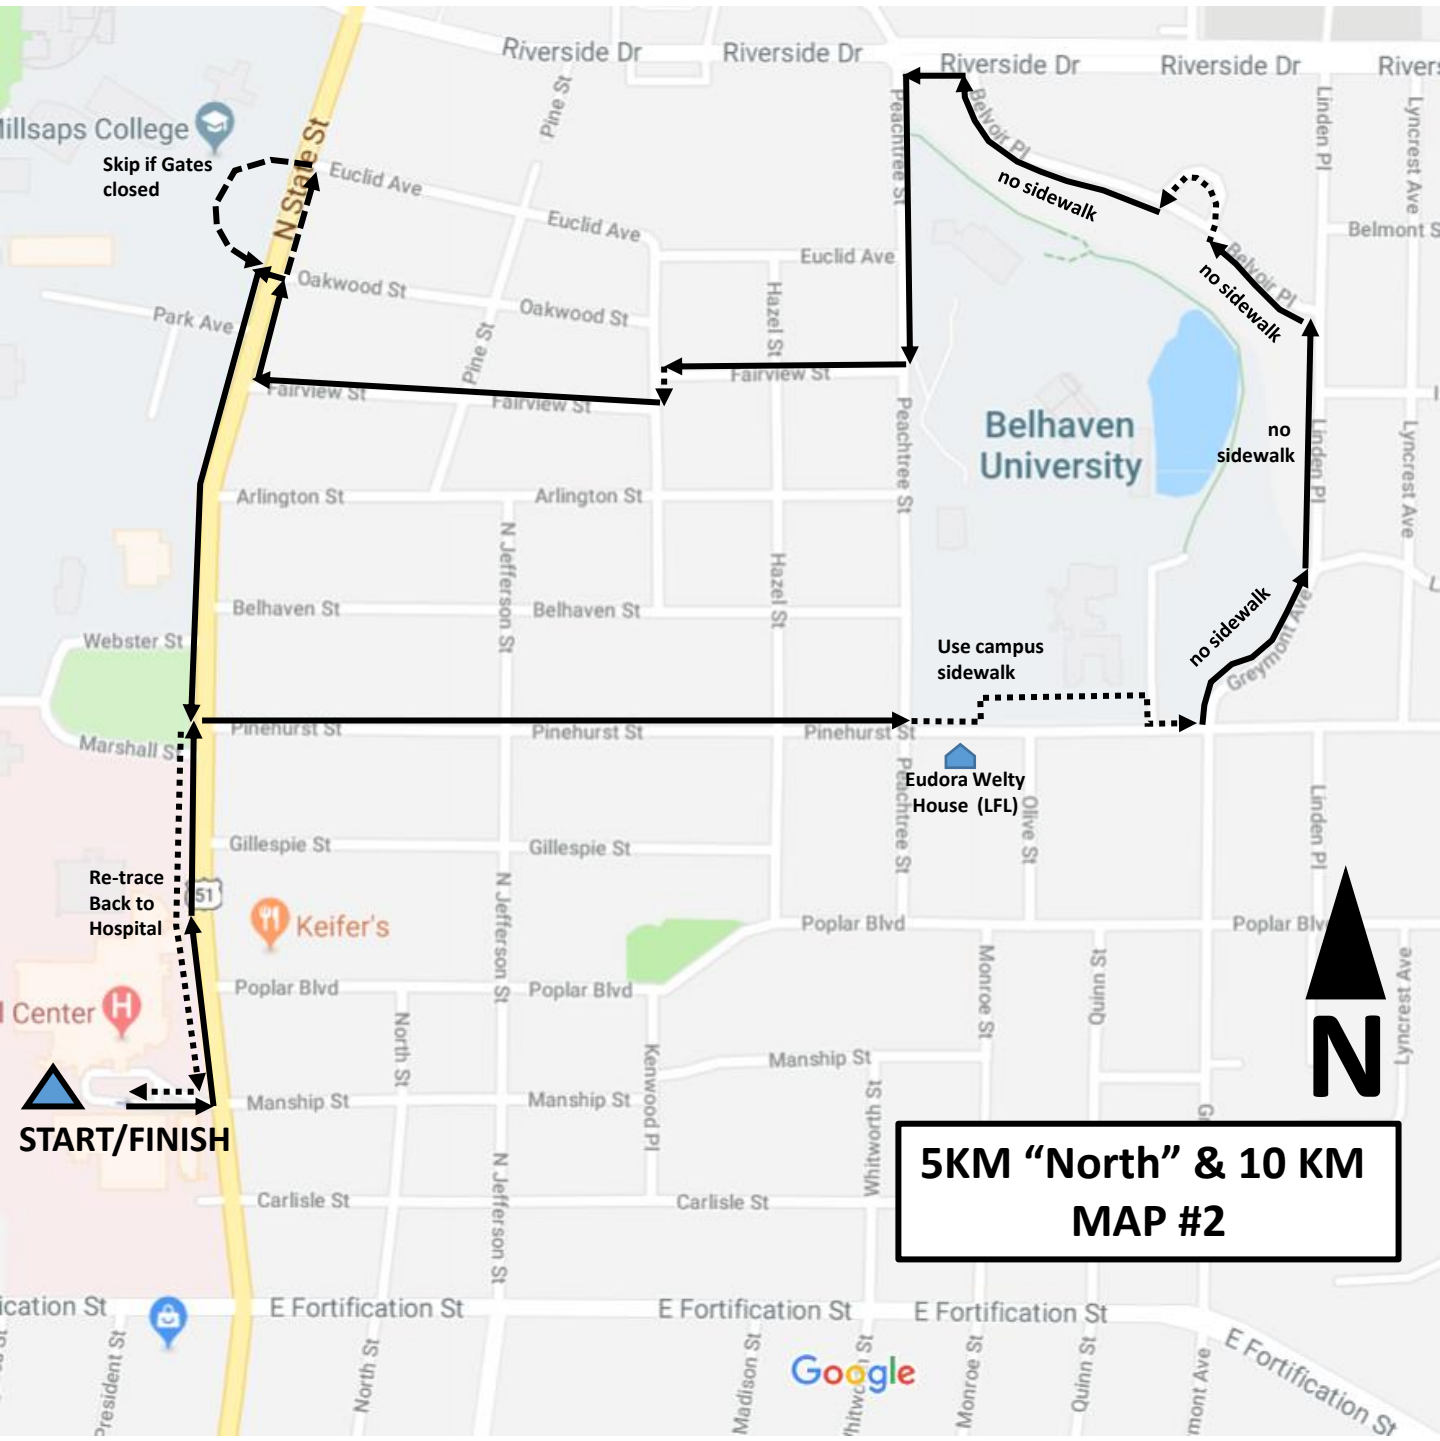 Riverside Dr
Riverside Dr
Riverside Dr
Riverside Dr
Millsaps College
Skip if Gates
closed
N State St
Pine St
Peachtree St
Belvoir Pl
Linden Pl
Lyncrest Ave
Euclid Ave
Euclid Ave
Euclid Ave
no sidewalk
Belmont S
Oakwood St
Oakwood St
Hazel St
Belvoir Pl
no sidewalk
Park Ave
Pine St
Fairview St
Fairview St
Fairview St
Peachtree St
Belhaven
University
no
sidewalk
Linden Pl
Lyncrest Ave
Arlington St
Arlington St
N Jefferson St
Hazel St
Belhaven St
Belhaven St
no sidewalk
Greymont Ave
Webster St
Use campus
sidewalk
Marshall S
Pinehurst St
Pinehurst St
Pinehurst St
Peachtree St
Eudora Welty
House (LFL)
Olive St
Linden Pl
Gillespie St
Gillespie St
Re-trace
Back to
Hospital
51
Keifer's
N Jefferson St
Poplar Blvd
Poplar Blv
Monroe St
Quinn St
Lyncrest Ave
l Center
H
Poplar Blvd
Poplar Blvd
North St
Kenwood Pl
Manship St
N
START/FINISH
Manship St
Manship St
Whitworth St
G
5KM “North” & 10 KM
MAP #2
Carlisle St
Carlisle St
N Jefferson St
ication St
E Fortification St
E Fortification St
E Fortification St
E Fortification St
President St
North St
Madison St
Monroe St
Quinn St
mont Ave
Google